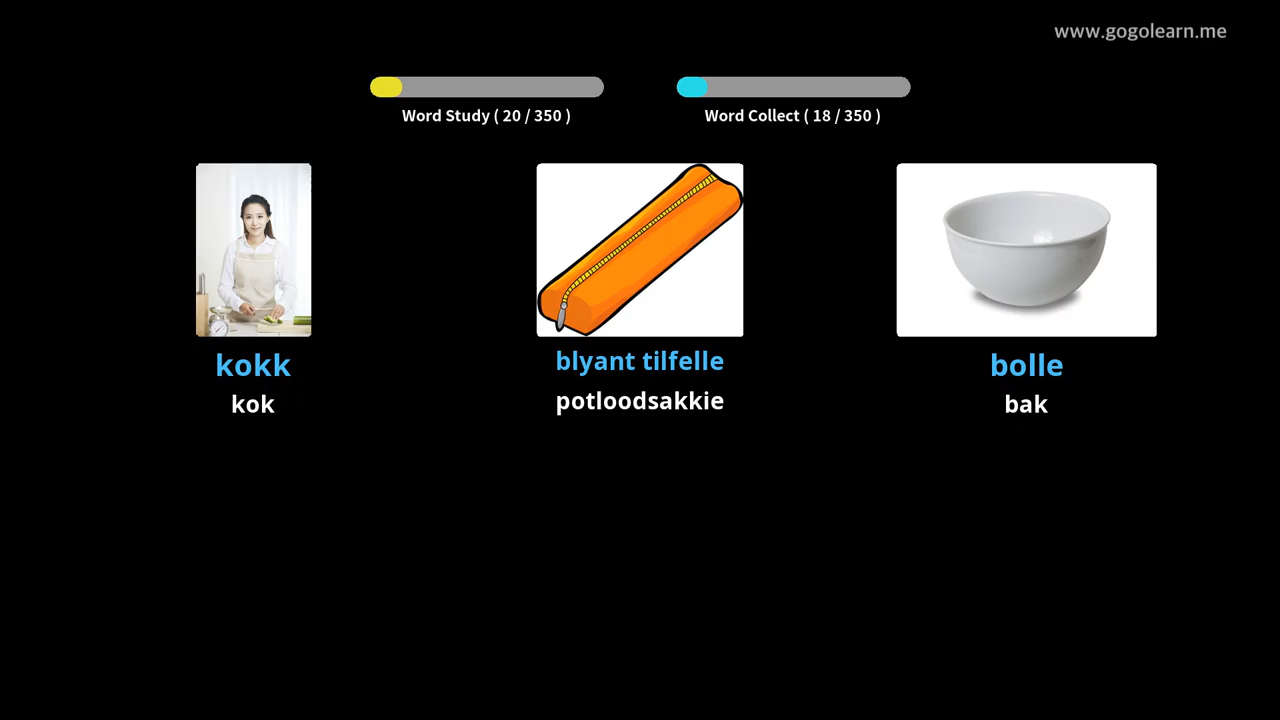 www.gogolearn.me
Word Study ( 20 / 350 )
Word Collect ( 18 / 350 )
kokk
kok
blyant tilfelle
potloodsakkie
bolle
bak